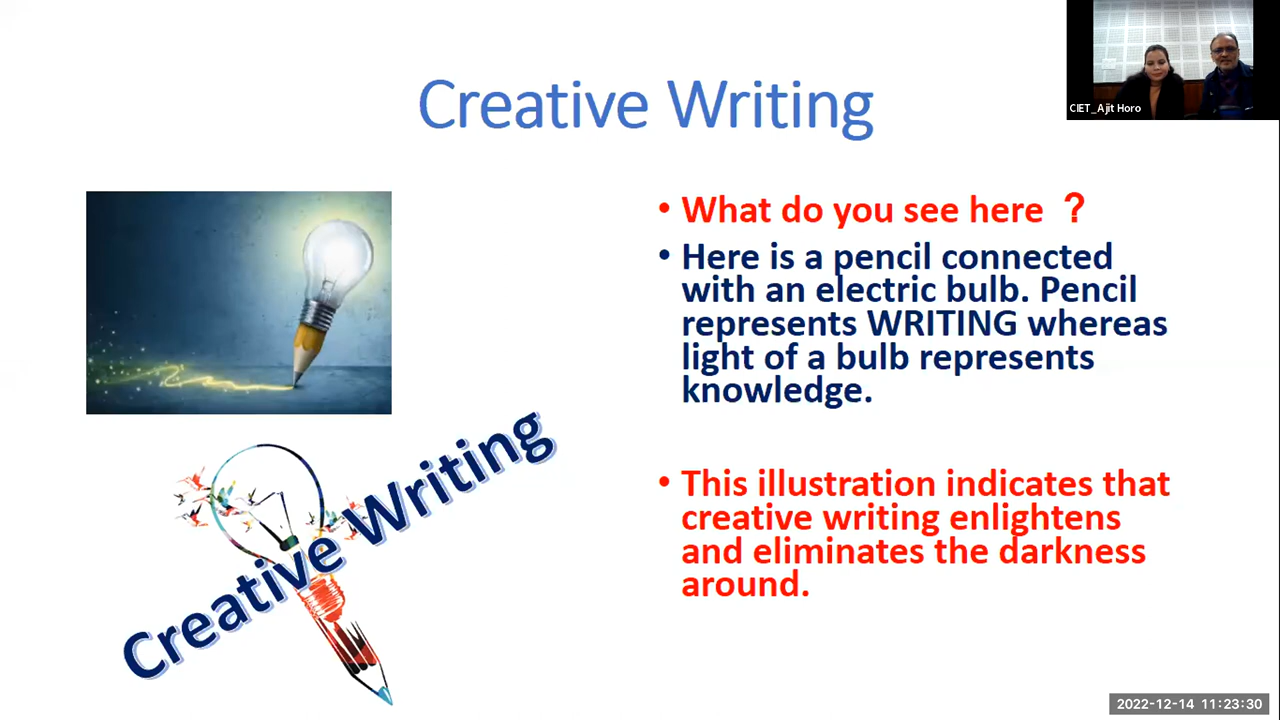 Creative Writing
CIET_Ajit Horo
• What do you see here ?
• Here is a pencil connected
with an electric bulb. Pencil
represents WRITING whereas
light of a bulb represents
knowledge.
Creative Writing
• This illustration indicates that
creative writing enlightens
and eliminates the darkness
around.
2022-12-14 11:23:30